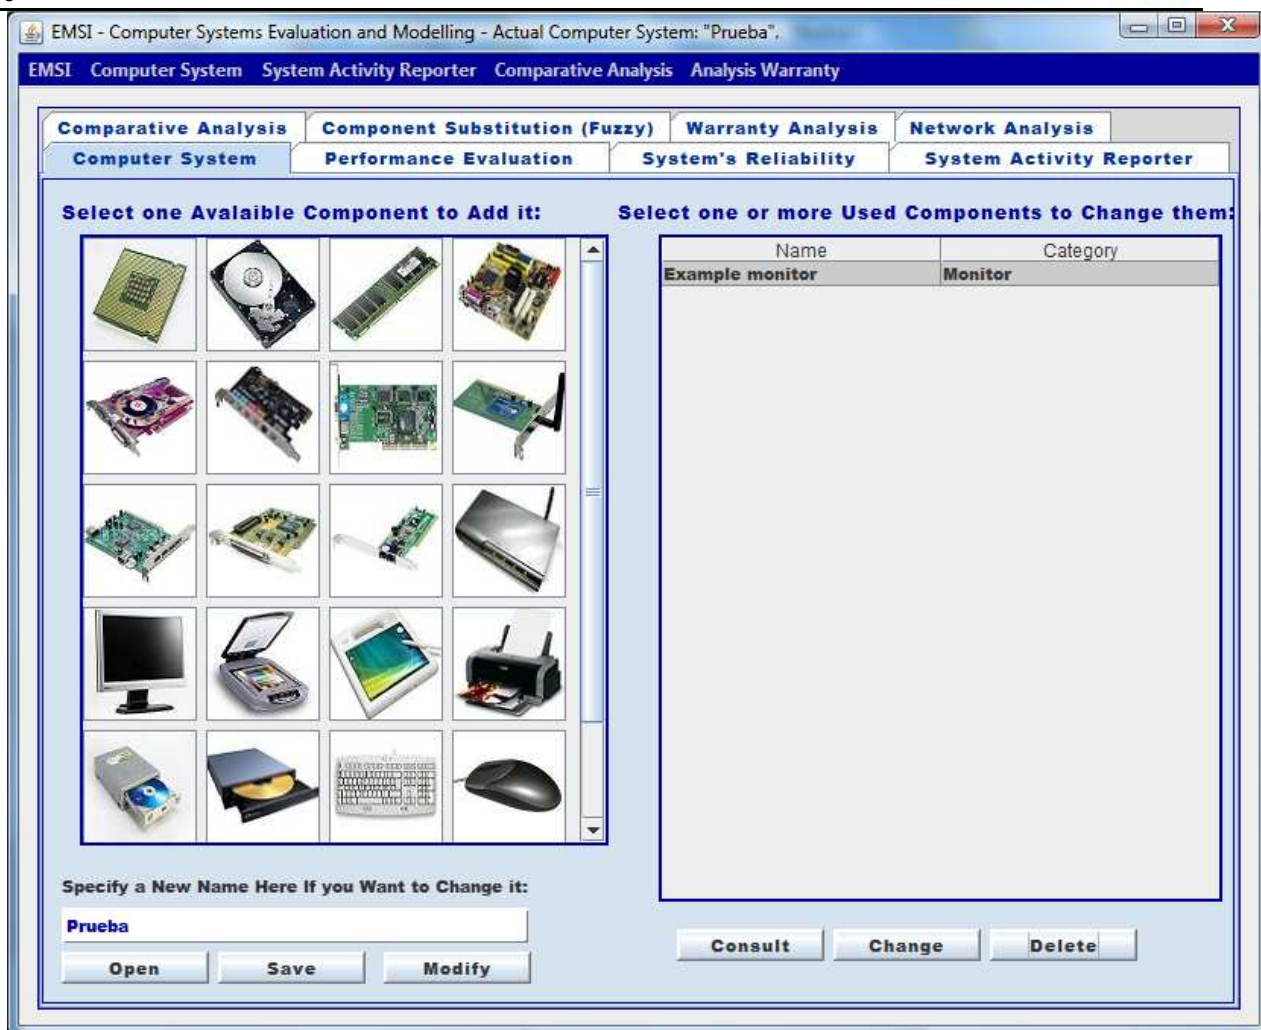 EMSI - Computer Systems Evaluation and Modelling - Actual Computer System: "Prueba".
EMSI Computer System System Activity Reporter Comparative Analysis Analysis Warranty
Comparative Analysis Component Substitution (Fuzzy) Warranty Analysis Network Analysis
Computer System Performance Evaluation System's Reliability System Activity Reporter
Select one Avalaible Component to Add it: Select one or more Used Components to Change them:
Name Category
Example monitor Monitor
Specify a New Name Here If you Want to Change it:
Prueba
Consult Change Delete
Open Save Modify